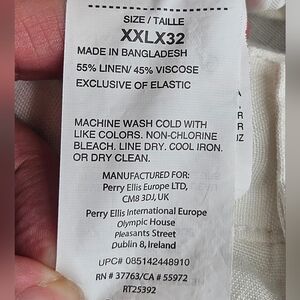 SIZE / TAILLE
XXLX32
MADE IN BANGLADESH
55% LINEN/ 45% VISCOSE
EXCLUSIVE OF ELASTIC
MACHINE WASH COLD WITH
LIKE COLORS. NON-CHLORINE
BLEACH. LINE DRY. COOL IRON.
OR DRY CLEAN.
MANUFACTURED FOR:
Perry Ellis Europe LTD,
CM8 3DJ, UK
Perry Ellis International Europe
Olympic House
Pleasants Street
Dublin 8, Ireland
UPC# 085142448910
RN # 37763/CA # 55972
RT25392